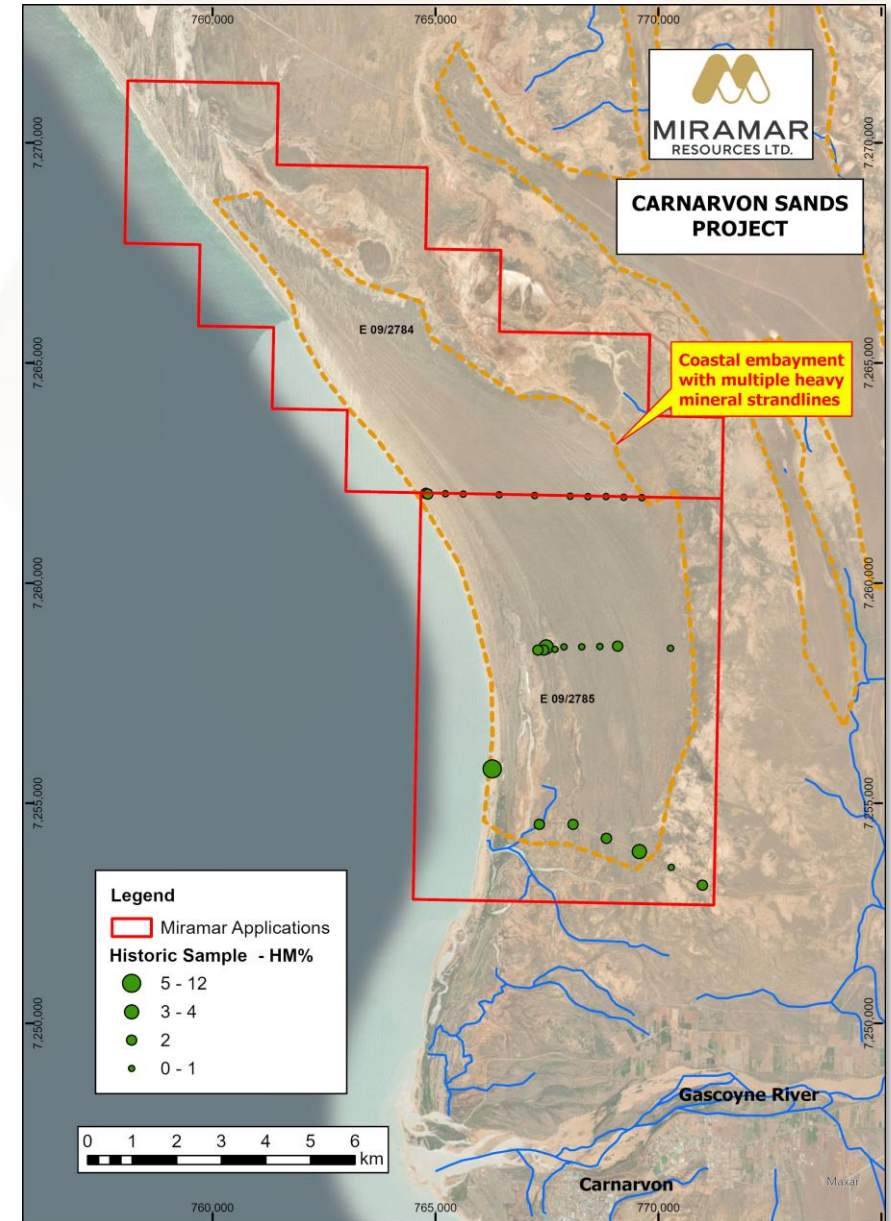 760,000
765,000
770,000
MIRAMAR
RESOURCES LTD.
CARNARVON SANDS
PROJECT
7,270,000
7,270,000
E 09/2784
Coastal embayment
with multiple heavy
mineral strandlines
7,265,000
7,265,000
7,260,000
7,260,000
E 09/2785
7,255,000
7,255,000
Legend
Miramar Applications
Historic Sample - HM%
5 - 12
3 - 4
2
0 - 1
7,250,000
7,250,000
Gascoyne River
0 1 2 3 4 5 6
km
Carnarvon
Maxar
760,000
765,000
770,000